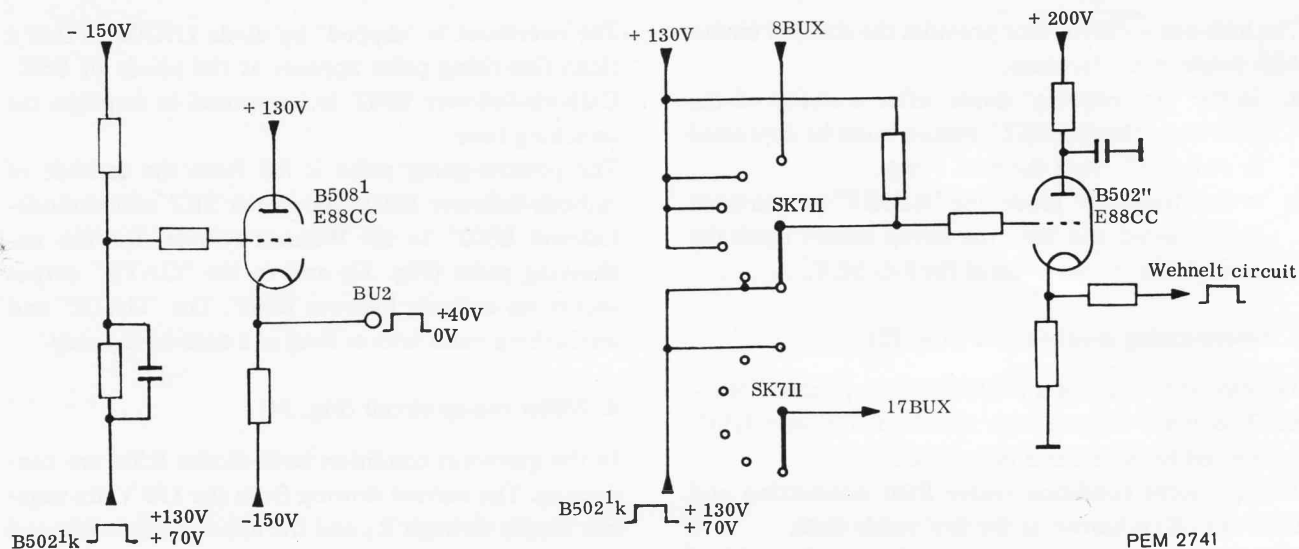 - 150V
+ 130V
B508¹
E88CC
BU2
+40V
0V
-150V
+130V
+ 70V
B502¹k
+ 130V
8BUX
SK7II
SK7II
17BUX
B502¹k
+ 130V
+ 70V
+ 200V
B502"
E88CC
Wehnelt circuit
PEM 2741